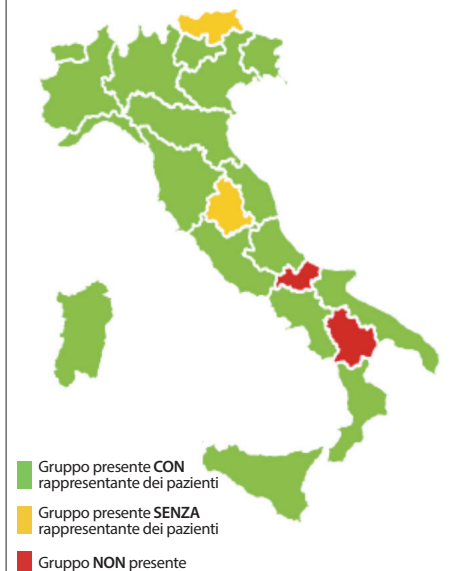 Gruppo presente CON
rappresentante dei pazienti
Gruppo presente SENZA
rappresentante dei pazienti
Gruppo NON presente